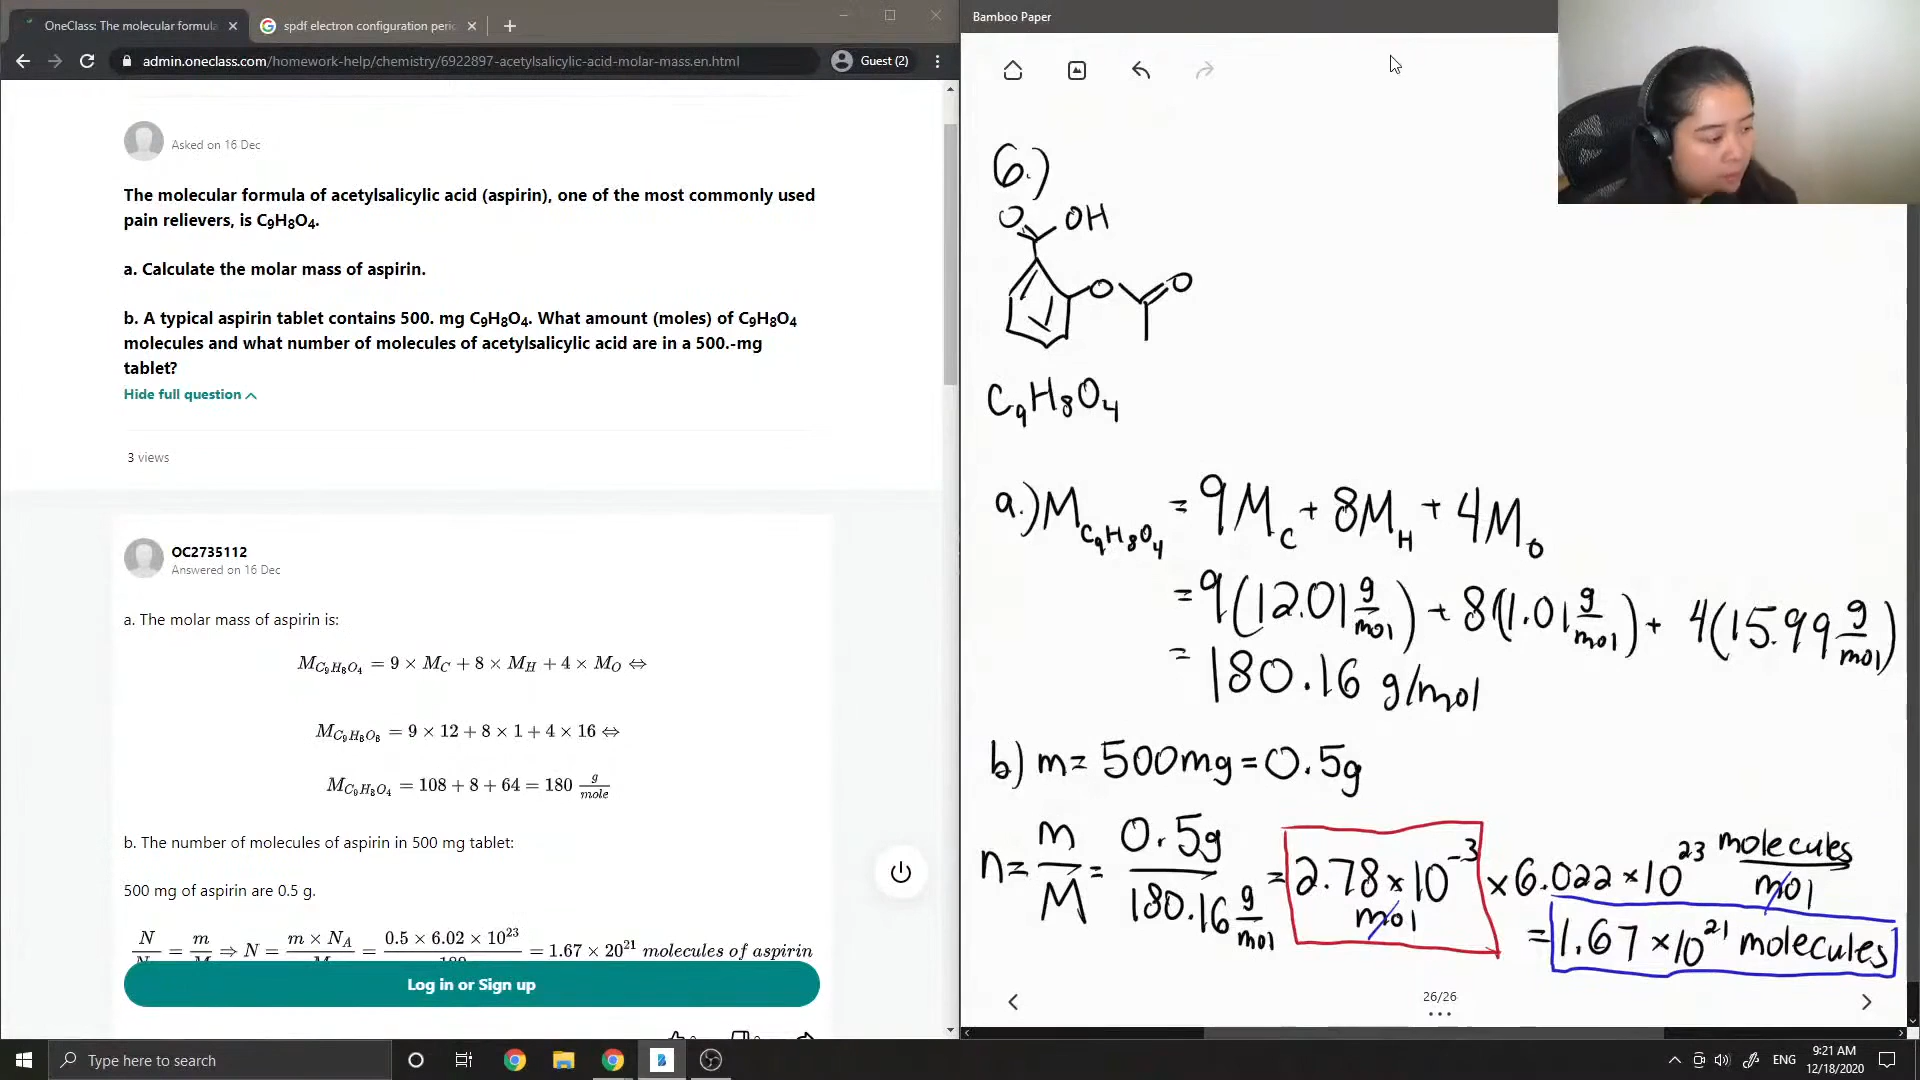 OneClass: The molecular formula
spdf electron configuration peri
admin.oneclass.com/homework-help/chemistry/6922897-acetylsalicylic-acid-molar-mass.en.html
Guest (2)
Asked on 16 Dec
The molecular formula of acetylsalicylic acid (aspirin), one of the most commonly used
pain relievers, is C₉H₈O₄.
a. Calculate the molar mass of aspirin.
b. A typical aspirin tablet contains 500. mg C₉H₈O₄. What amount (moles) of C₉H₈O₄
molecules and what number of molecules of acetylsalicylic acid are in a 500.-mg
tablet?
Hide full question
3 views
OC2735112
Answered on 16 Dec
a. The molar mass of aspirin is:
M_{C₉H₈O₄} = 9 × M_C + 8 × M_H + 4 × M_O ⇔
M_{C₉H₈O₈} = 9 × 12 + 8 × 1 + 4 × 16 ⇔
M_{C₉H₈O₄} = 108 + 8 + 64 = 180 g/mole
b. The number of molecules of aspirin in 500 mg tablet:
500 mg of aspirin are 0.5 g.
m/M ⇒ N = m × N_A/M = 0.5 × 6.02 × 10²³/180 = 1.67 × 20²¹ molecules of aspirin
Log in or Sign up
Bamboo Paper
6.)
O OH
O O
C₉H₈O₄
a.) M_{C₉H₈O₄} = 9M_C + 8M_H + 4M_O
= 9(12.01 g/mol) + 8(1.01 g/mol) + 4(15.99 g/mol)
= 180.16 g/mol
b) m = 500mg = 0.5g
n = m/M = 0.5g/180.16 g/mol = 2.78 × 10⁻³ mol × 6.022 × 10²³ molecules/mol
= 1.67 × 10²¹ molecules
26/26
Type here to search
ENG
9:21 AM
12/18/2020